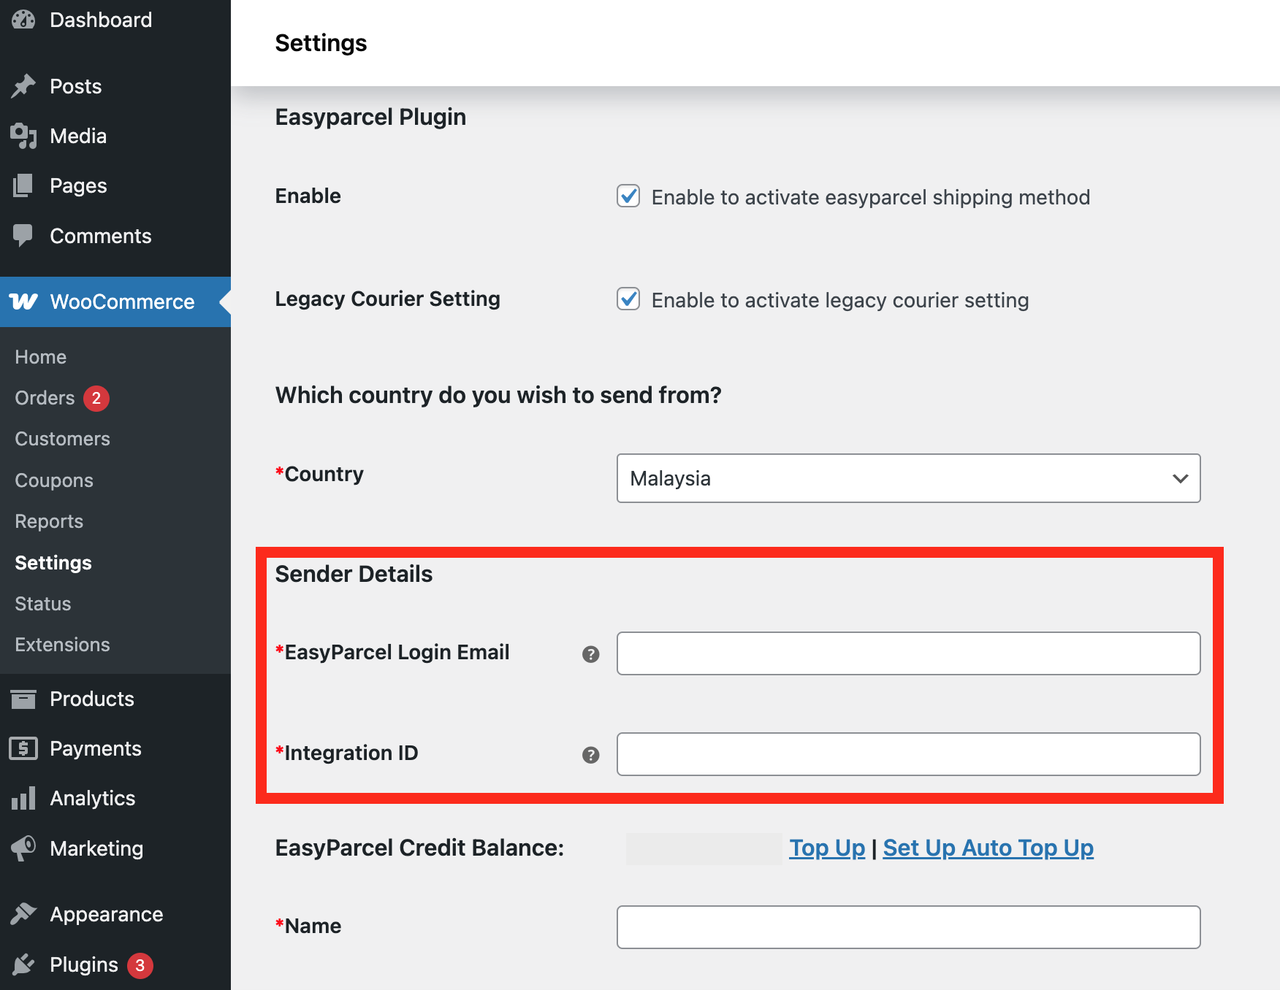 Dashboard
Posts
Media
Pages
Comments
WooCommerce
Home
Orders 2
Customers
Coupons
Reports
Settings
Status
Extensions
Products
Payments
Analytics
Marketing
Appearance
Plugins 3
Settings
Easyparcel Plugin
Enable
Enable to activate easyparcel shipping method
Legacy Courier Setting
Enable to activate legacy courier setting
Which country do you wish to send from?
*Country
Malaysia
Sender Details
*EasyParcel Login Email ?
*Integration ID ?
EasyParcel Credit Balance: Top Up | Set Up Auto Top Up
*Name